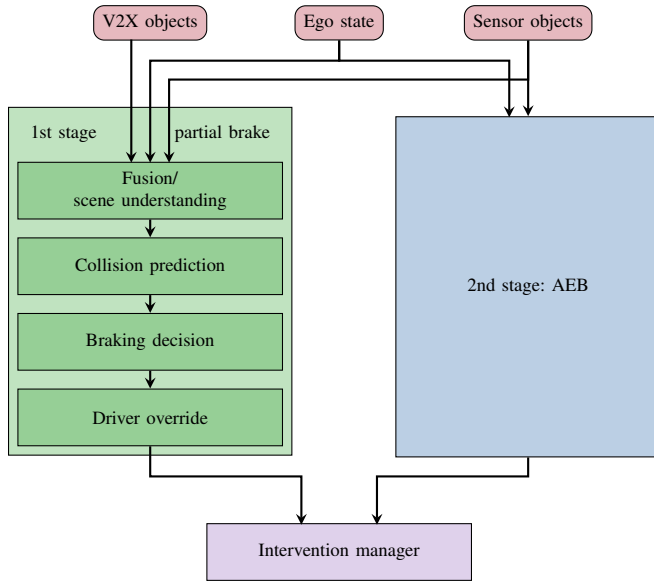 V2X objects
Ego state
Sensor objects
1st stage
partial brake
Fusion/
scene understanding
Collision prediction
Braking decision
Driver override
2nd stage: AEB
Intervention manager